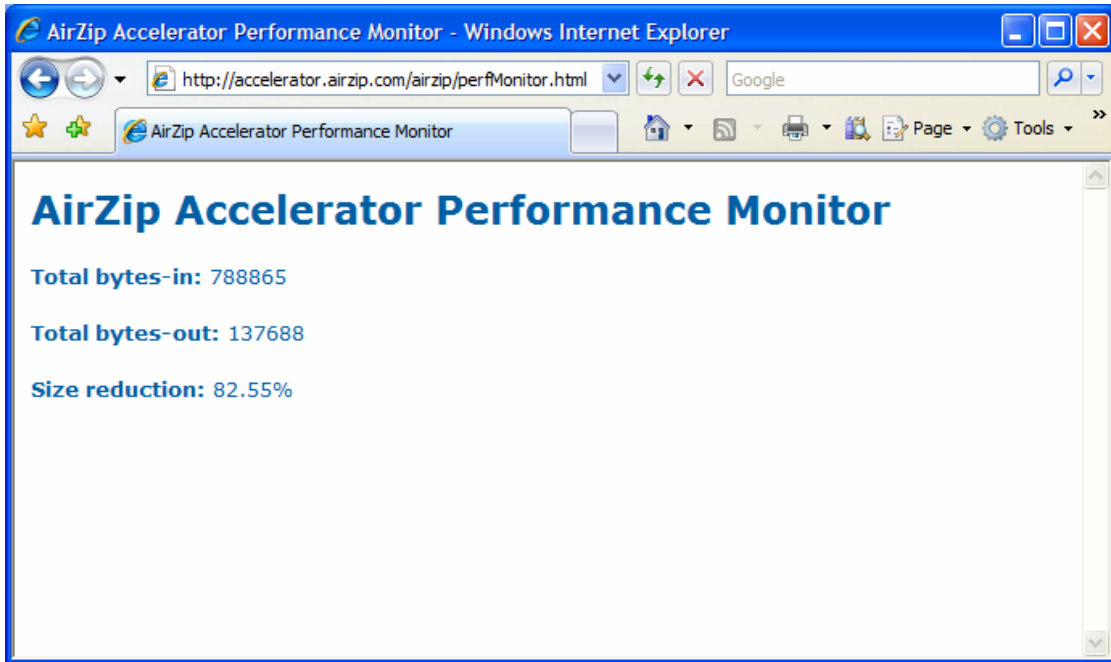 AirZip Accelerator Performance Monitor - Windows Internet Explorer
http://accelerator.airzip.com/airzip/perfMonitor.html
Google
AirZip Accelerator Performance Monitor
Page
Tools
»
AirZip Accelerator Performance Monitor
Total bytes-in: 788865
Total bytes-out: 137688
Size reduction: 82.55%